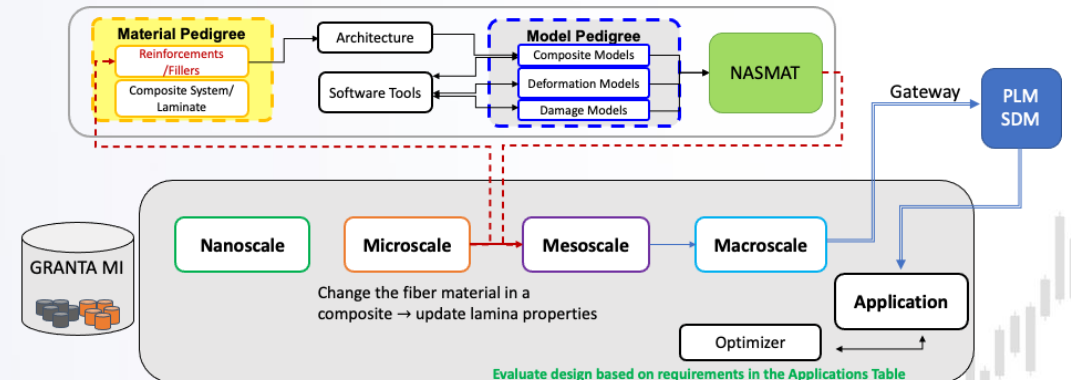 Material Pedigree
Reinforcements
/Fillers
Composite System/
Laminate
Architecture
Software Tools
Model Pedigree
Composite Models
Deformation Models
Damage Models
NASMAT
Gateway
PLM
SDM
GRANTA MI
Nanoscale
Microscale
Mesoscale
Macroscale
Change the fiber material in a
composite → update lamina properties
Application
Optimizer
Evaluate design based on requirements in the Applications Table